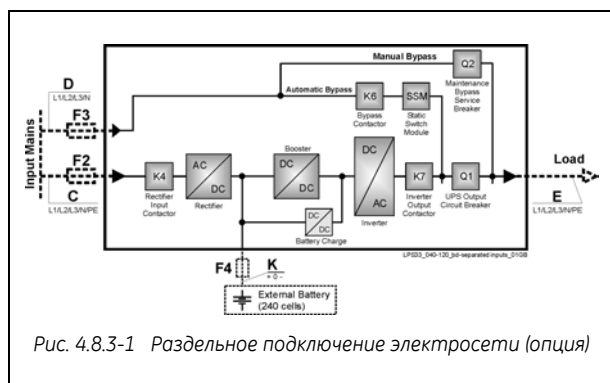 Manual Bypass
Q2
D
L1/L2/L3/N
Automatic Bypass
K6
SSM
Maintenance
Bypass
Service
Breaker
F3
Bypass
Contactor
Static
Switch
Module
Input Mains
F2
Booster
DC
Load
K4
AC
DC
DC
DC
K7
Q1
C
L1/L2/L3/N/PE
Rectifier
Input
Contactor
Rectifier
DC
DC
Battery Charge
AC
Inverter
Inverter
Output
Contactor
UPS Output
Circuit Breaker
E
L1/L2/L3/N/PE
LPS33_040-120_bd-separated inputs_01GB
F4
K
+ 0 -
External Battery
(240 cells)
Рис. 4.8.3-1 Раздельное подключение электросети (опция)